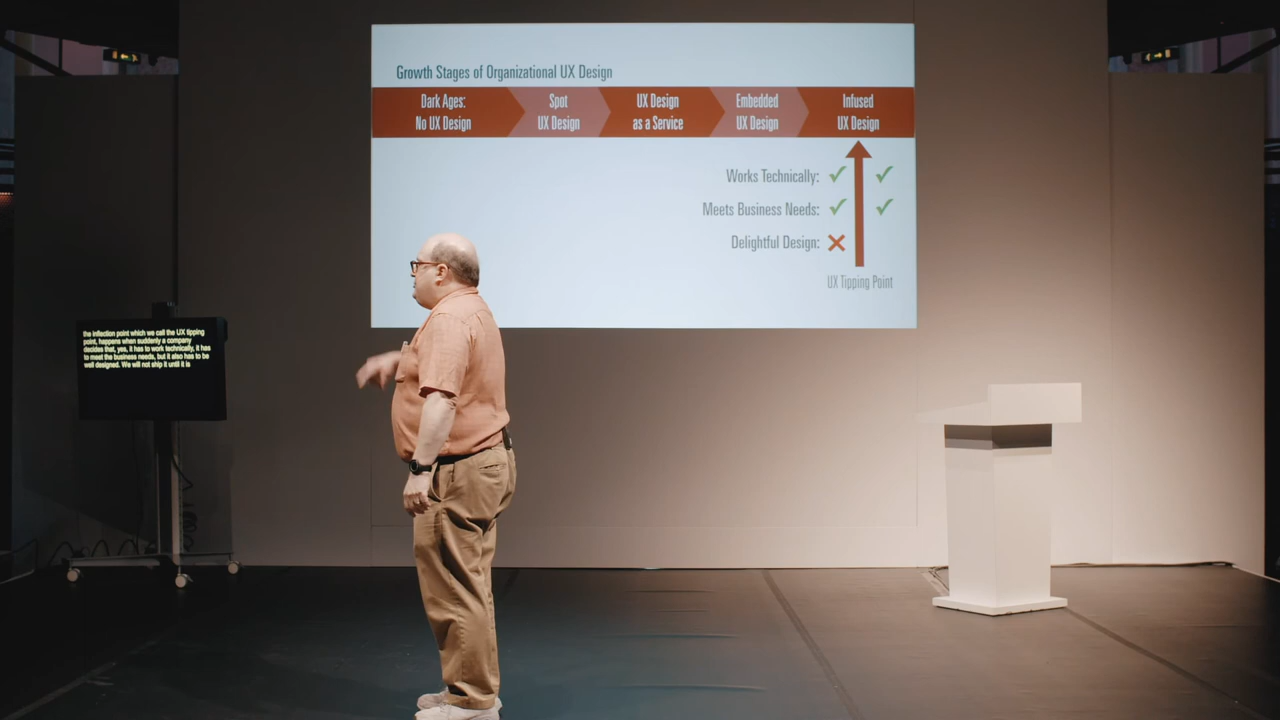 Growth Stages of Organizational UX Design
Dark Ages:
No UX Design
Spot
UX Design
UX Design
as a Service
Embedded
UX Design
Infused
UX Design
Works Technically:
Meets Business Needs:
Delightful Design:
UX Tipping Point
the inflection point which we call the UX tipping
point, happens when suddenly a company
decides that, yes, it has to work technically, it has
to meet the business needs, but it also has to be
well designed. We will not ship it until it is